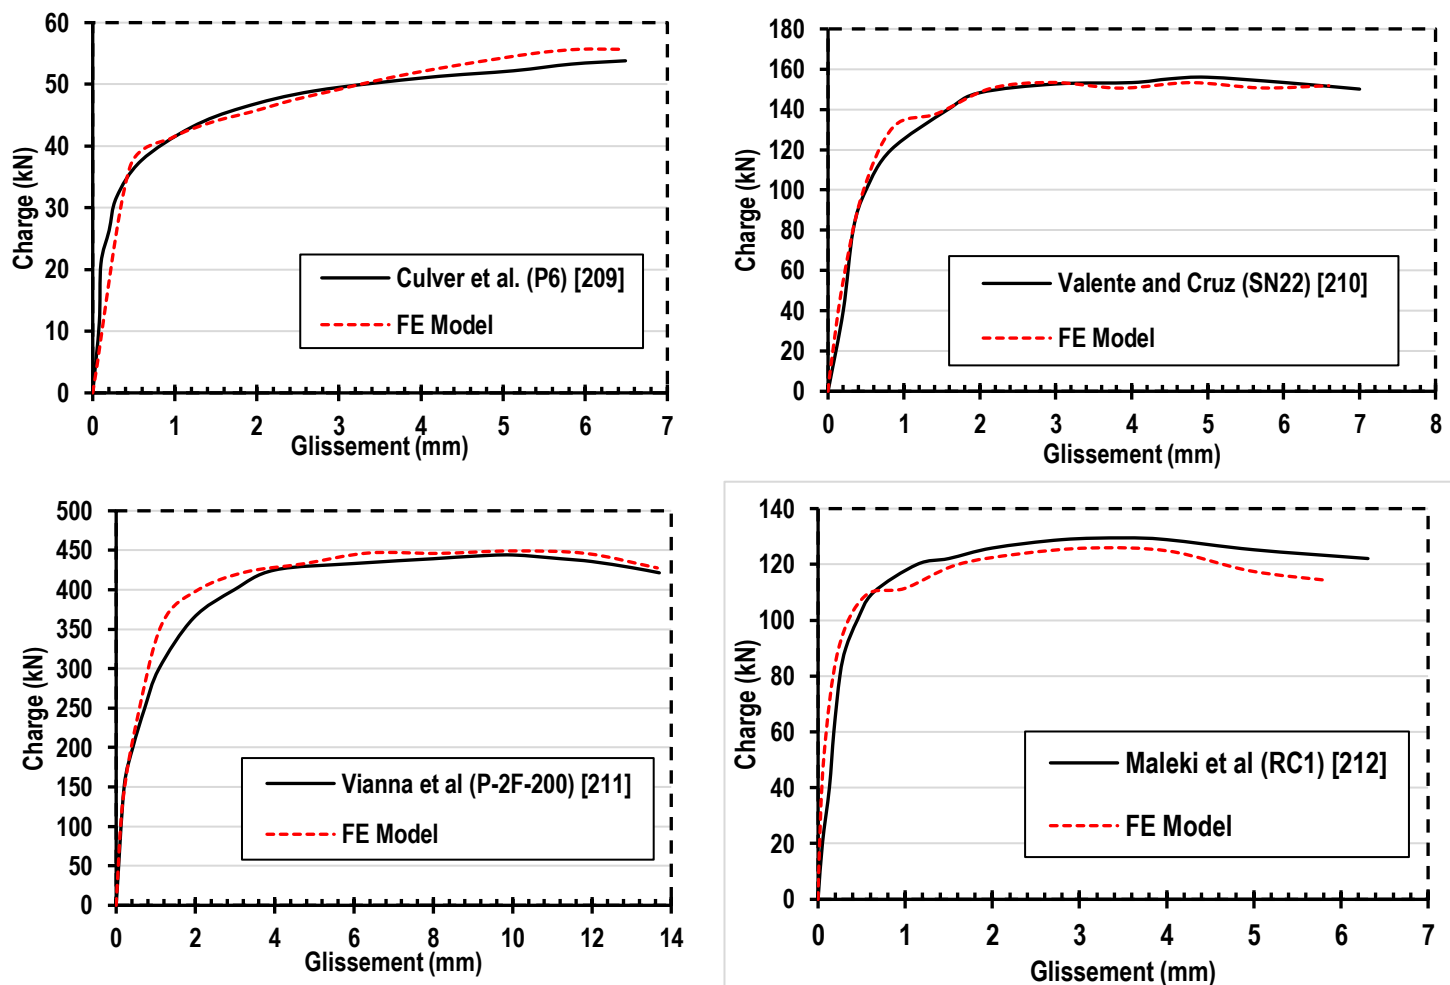 60
50
40
30
20
10
0
Charge (kN)
Culver et al. (P6) [209]
FE Model
0 1 2 3 4 5 6 7
Glissement (mm)
180
160
140
120
100
80
60
40
20
0
Charge (kN)
Valente and Cruz (SN22) [210]
FE Model
0 1 2 3 4 5 6 7 8
Glissement (mm)
500
450
400
350
300
250
200
150
100
50
0
Charge (kN)
Vianna et al (P-2F-200) [211]
FE Model
0 2 4 6 8 10 12 14
Glissement (mm)
140
120
100
80
60
40
20
0
Charge (kN)
Maleki et al (RC1) [212]
FE Model
0 1 2 3 4 5 6 7
Glissement (mm)